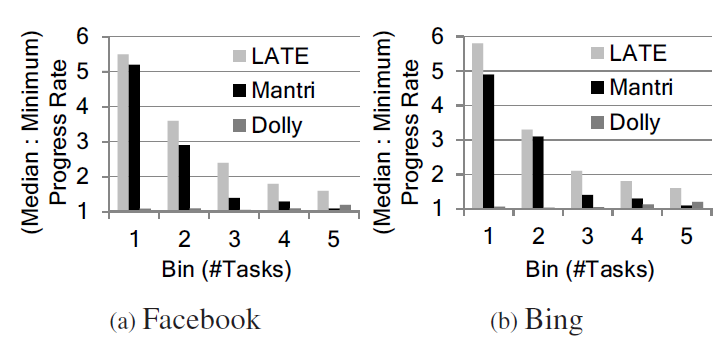 (Median : Minimum)
Progress Rate
6
5
4
3
2
1
LATE
Mantri
Dolly
1 2 3 4 5
Bin (#Tasks)
(a) Facebook
(Median : Minimum)
Progress Rate
6
5
4
3
2
1
LATE
Mantri
Dolly
1 2 3 4 5
Bin (#Tasks)
(b) Bing